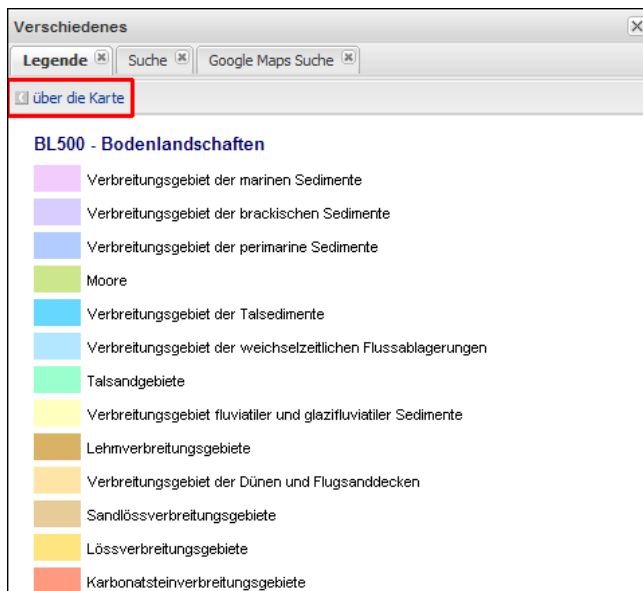 Verschiedenes
Legende Suche Google Maps Suche
über die Karte
BL500 - Bodenlandschaften
Verbreitungsgebiet der marinen Sedimente
Verbreitungsgebiet der brackischen Sedimente
Verbreitungsgebiet der perimarine Sedimente
Moore
Verbreitungsgebiet der Talsedimente
Verbreitungsgebiet der weichselzeitlichen Flussablagerungen
Talsandgebiete
Verbreitungsgebiet fluviatiler und glazifluviatiler Sedimente
Lehmverbreitungsgebiete
Verbreitungsgebiet der Dünen und Flugsanddecken
Sandlössverbreitungsgebiete
Lössverbreitungsgebiete
Karbonatsteinverbreitungsgebiete